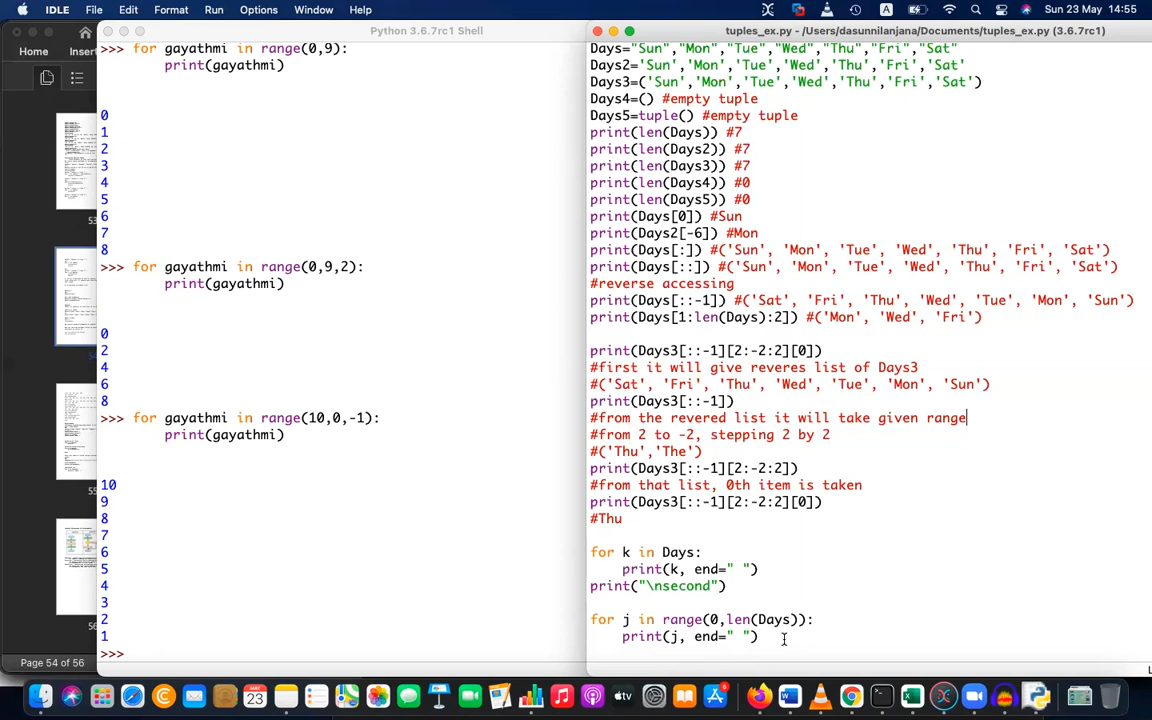 IDLE File Edit Format Run Options Window Help
A Sun 23 May 14:55
Home Insert
Python 3.6.7rc1 Shell
tuples_ex.py - /Users/dasunnilanjana/Documents/tuples_ex.py (3.6.7rc1)
>>> for gayathmi in range(0,9):
print(gayathmi)
0
1
2
3
4
5
6
7
8
>>> for gayathmi in range(0,9,2):
print(gayathmi)
0
2
4
6
8
>>> for gayathmi in range(10,0,-1):
print(gayathmi)
10
9
8
7
6
5
4
3
2
1
>>>
Days="Sun","Mon","Tue","Wed","Thu","Fri","Sat"
Days2='Sun','Mon','Tue','Wed','Thu','Fri','Sat'
Days3=('Sun','Mon','Tue','Wed','Thu','Fri','Sat')
Days4=() #empty tuple
Days5=tuple() #empty tuple
print(len(Days)) #7
print(len(Days2)) #7
print(len(Days3)) #7
print(len(Days4)) #0
print(len(Days5)) #0
print(Days[0]) #Sun
print(Days2[-6]) #Mon
print(Days[:]) #('Sun', 'Mon', 'Tue', 'Wed', 'Thu', 'Fri', 'Sat')
print(Days[::]) #('Sun', 'Mon', 'Tue', 'Wed', 'Thu', 'Fri', 'Sat')
#reverse accessing
print(Days[::-1]) #('Sat', 'Fri', 'Thu', 'Wed', 'Tue', 'Mon', 'Sun')
print(Days[1:len(Days):2]) #('Mon', 'Wed', 'Fri')
print(Days3[::-1][2:-2:2][0])
#first it will give reveres list of Days3
#('Sat', 'Fri', 'Thu', 'Wed', 'Tue', 'Mon', 'Sun')
print(Days3[::-1])
#from the revered list it will take given range
#from 2 to -2, stepping 2 by 2
#('Thu','The')
print(Days3[::-1][2:-2:2])
#from that list, 0th item is taken
print(Days3[::-1][2:-2:2][0])
#Thu
for k in Days:
print(k, end=" ")
print("\nsecond")
for j in range(0,len(Days)):
print(j, end=" ")
53
54
55
Page 54 of 56
MAY
23
tv
6